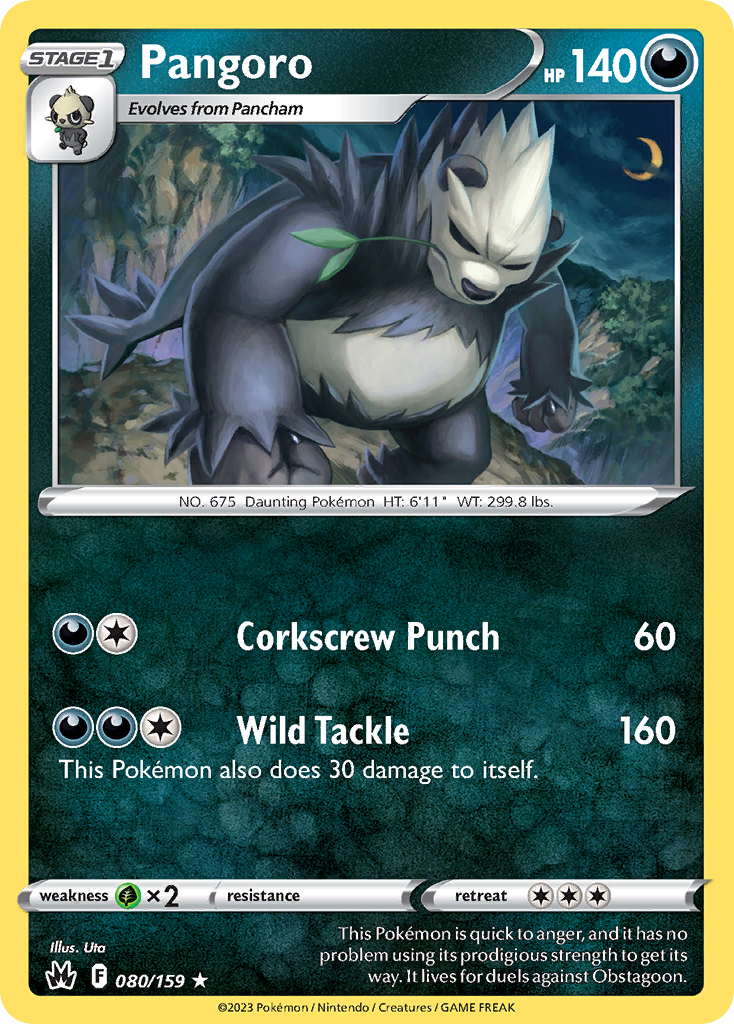 STAGE1
Pangoro
HP 140
Evolves from Pancham
NO. 675 Daunting Pokémon HT: 6'11" WT: 299.8 lbs.
Corkscrew Punch 60
Wild Tackle 160
This Pokémon also does 30 damage to itself.
weakness ×2 resistance retreat
This Pokémon is quick to anger, and it has no
problem using its prodigious strength to get its
way. It lives for duels against Obstagoon.
Illus. Uta
F 080/159 ★
©2023 Pokémon / Nintendo / Creatures / GAME FREAK